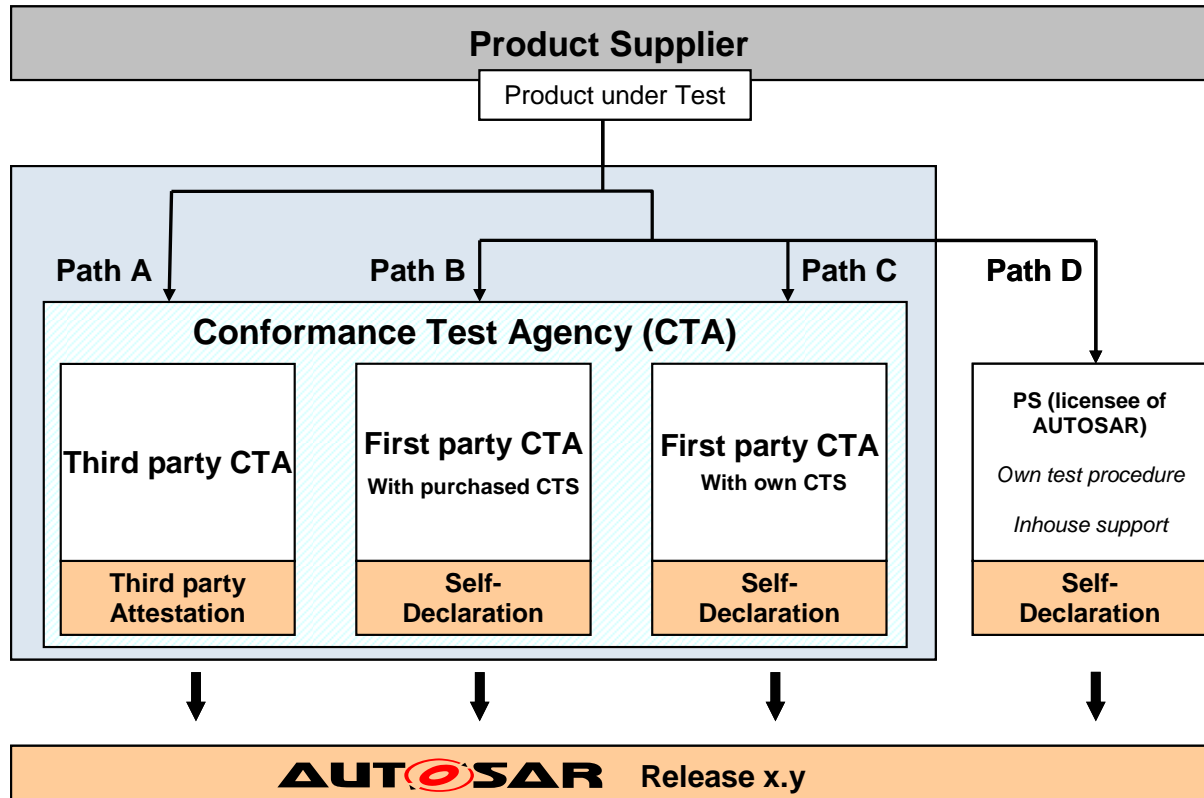 Product Supplier
Product under Test
Path A
Path B
Path C
Path D
Conformance Test Agency (CTA)
Third party CTA
First party CTA
With purchased CTS
First party CTA
With own CTS
PS (licensee of
AUTOSAR)
Own test procedure
Inhouse support
Third party
Attestation
Self-
Declaration
Self-
Declaration
Self-
Declaration
AUTOSAR Release x.y